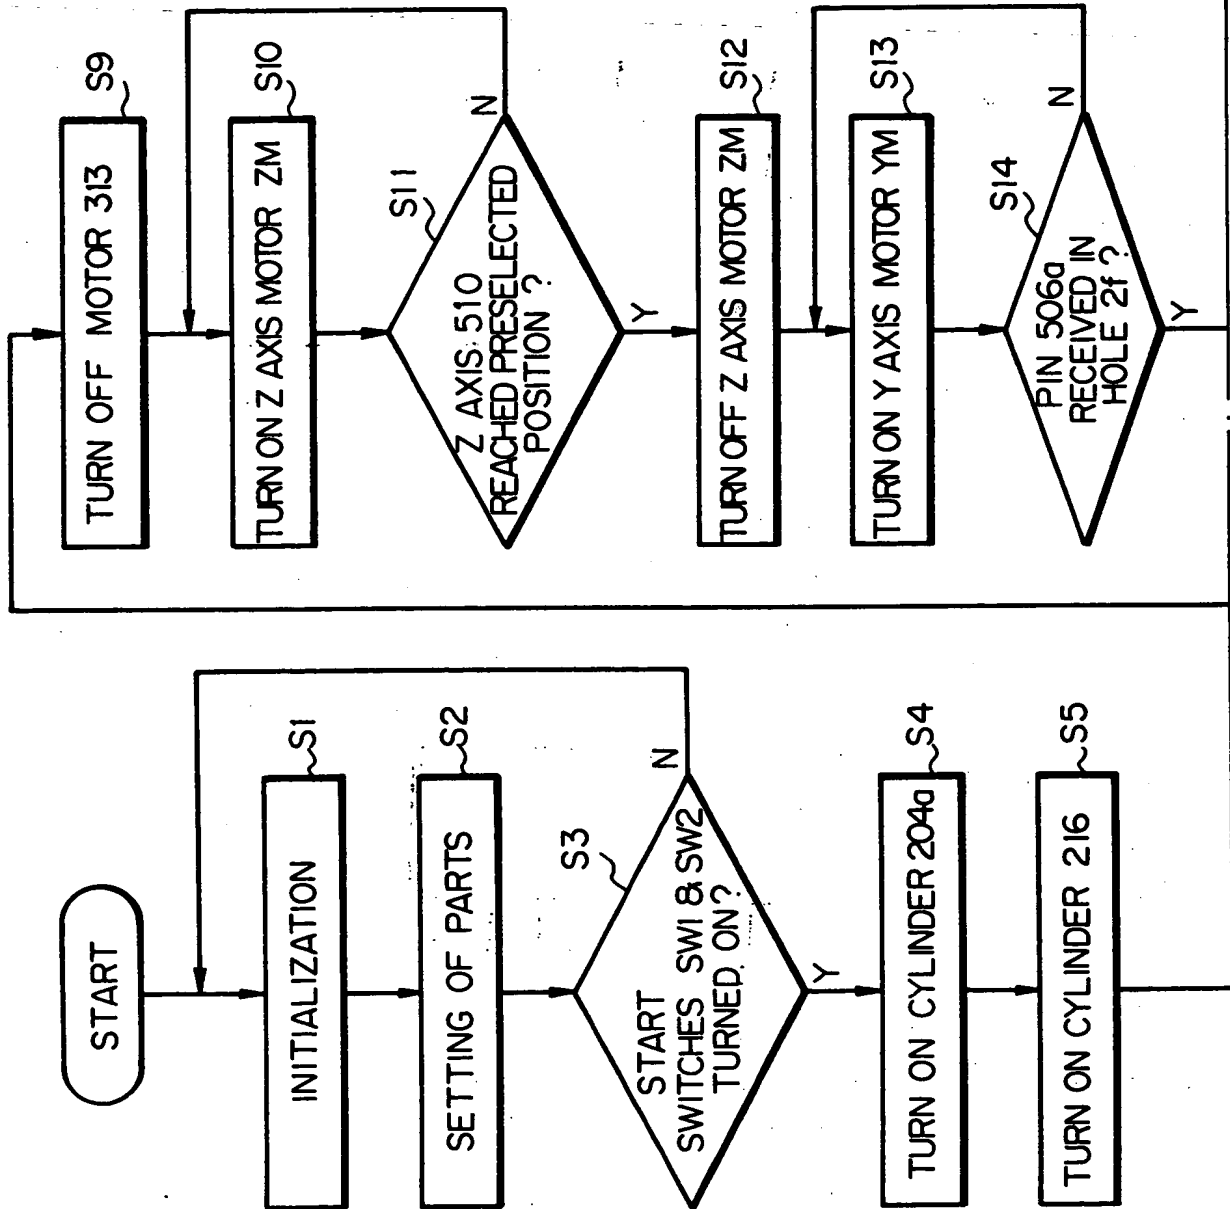 START
INITIALIZATION
S1
SETTING OF PARTS
S2
START
SWITCHES SW1 & SW2
TURNED ON?
S3
N
Y
TURN ON CYLINDER 204a
S4
TURN ON CYLINDER 216
S5
TURN OFF MOTOR 313
S9
TURN ON Z AXIS MOTOR ZM
S10
Z AXIS 510
REACHED PRESELECTED
POSITION ?
S11
N
Y
TURN OFF Z AXIS MOTOR ZM
S12
TURN ON Y AXIS MOTOR YM
S13
PIN 506a
RECEIVED IN
HOLE 2f ?
S14
N
Y